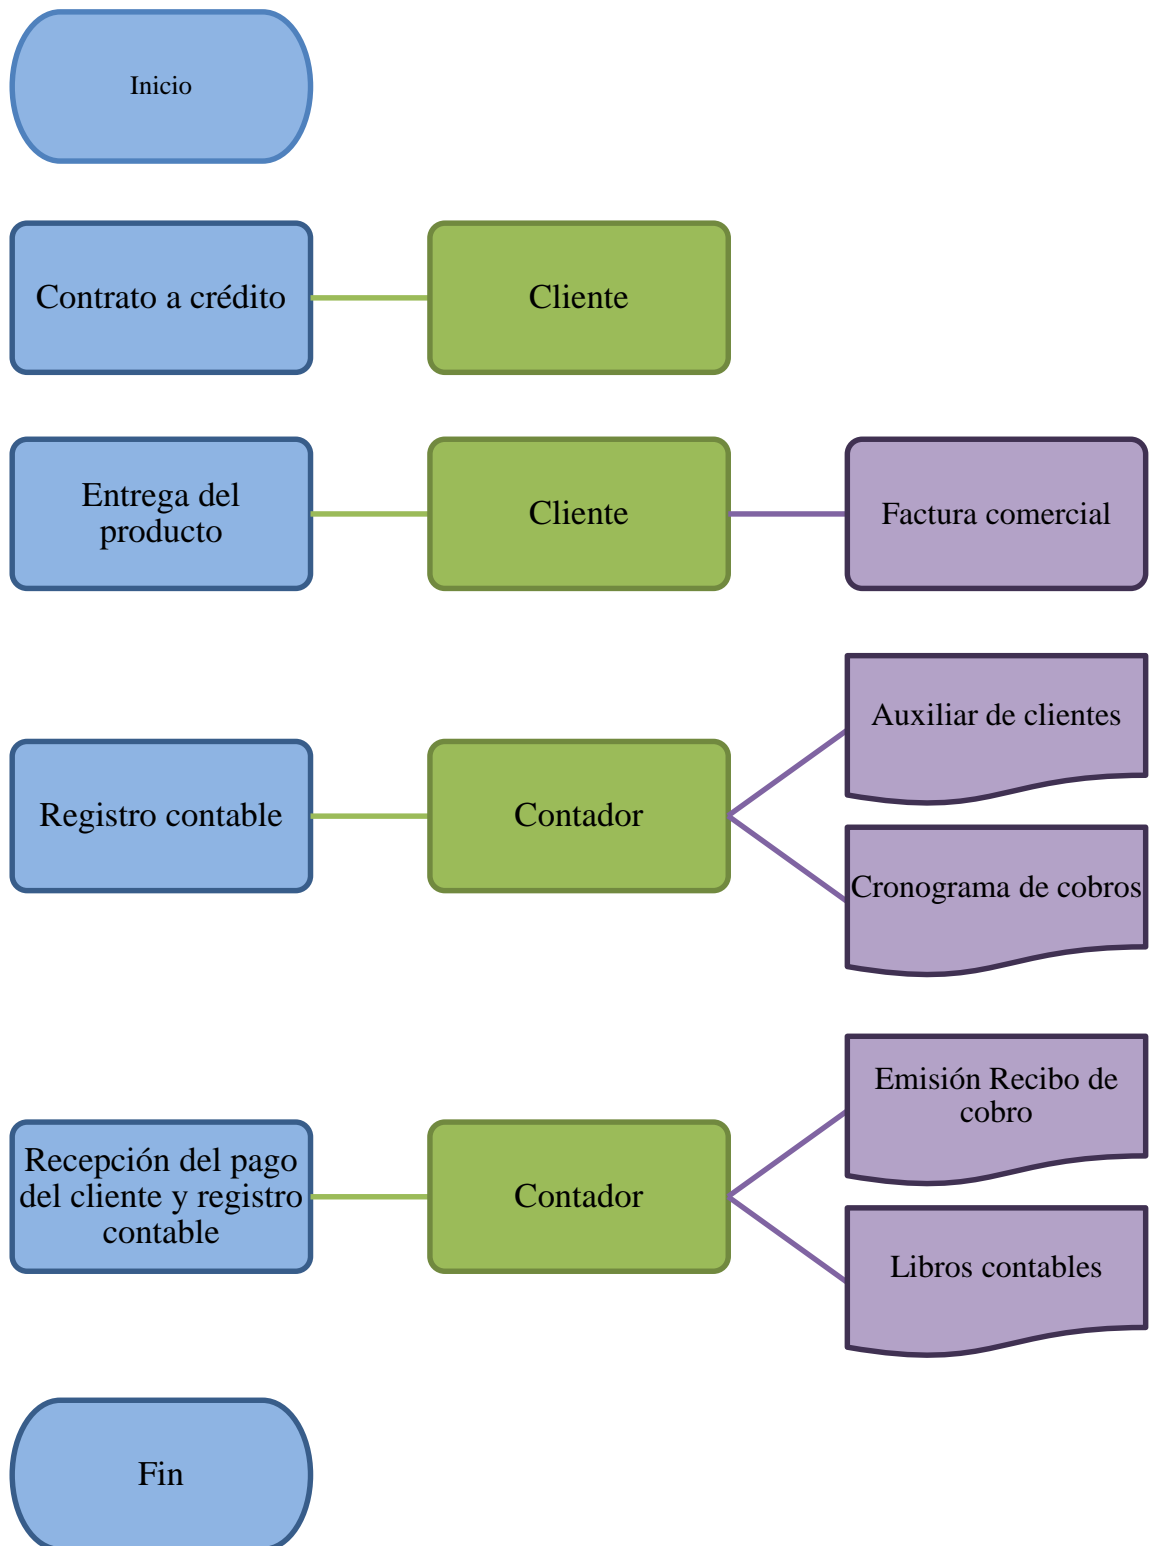 Inicio
Contrato a crédito
Cliente
Entrega del
producto
Cliente
Factura comercial
Registro contable
Contador
Auxiliar de clientes
Cronograma de cobros
Recepción del pago
del cliente y registro
contable
Contador
Emisión Recibo de
cobro
Libros contables
Fin